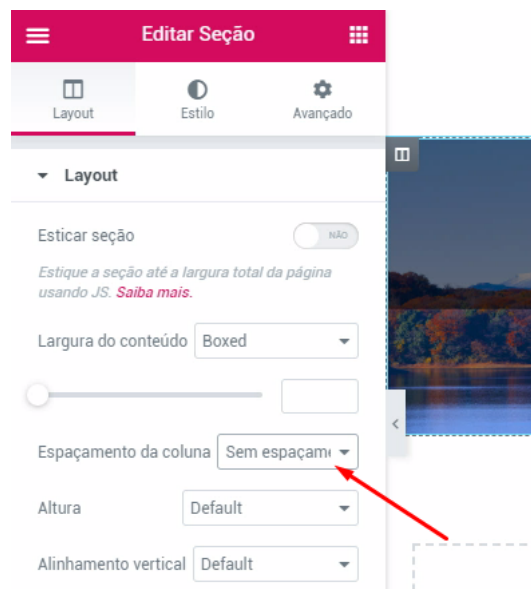 Editar Seção
Layout
Estilo
Avançado
Layout
Esticar seção
NÃO
Estique a seção até a largura total da página
usando JS. Saiba mais.
Largura do conteúdo
Boxed
Espaçamento da coluna
Sem espaçame
Altura
Default
Alinhamento vertical
Default